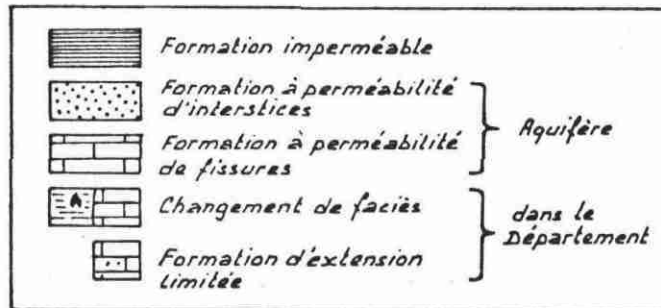 Formation imperméable
Formation à perméabilité
d'interstices
Aquifère
Formation à perméabilité
de fissures
Changement de faciès
dans le
Département
Formation d'extension
limitée